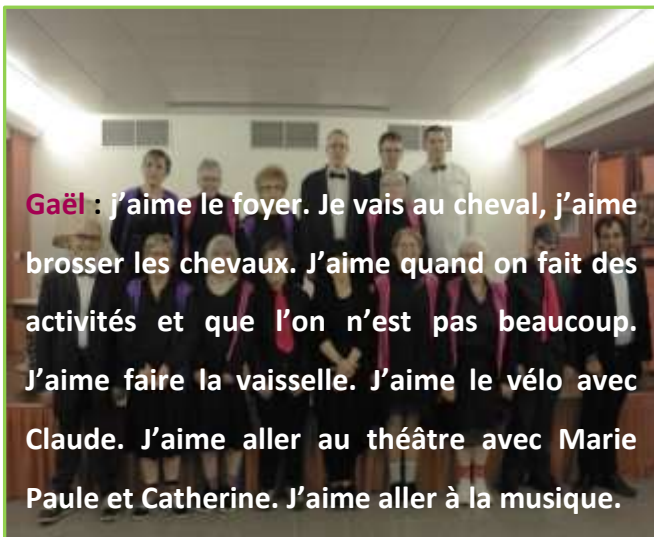 Gaël : j’aime le foyer. Je vais au cheval, j’aime
brosser les chevaux. J’aime quand on fait des
activités et que l’on n’est pas beaucoup.
J’aime faire la vaisselle. J’aime le vélo avec
Claude. J’aime aller au théâtre avec Marie
Paule et Catherine. J’aime aller à la musique.